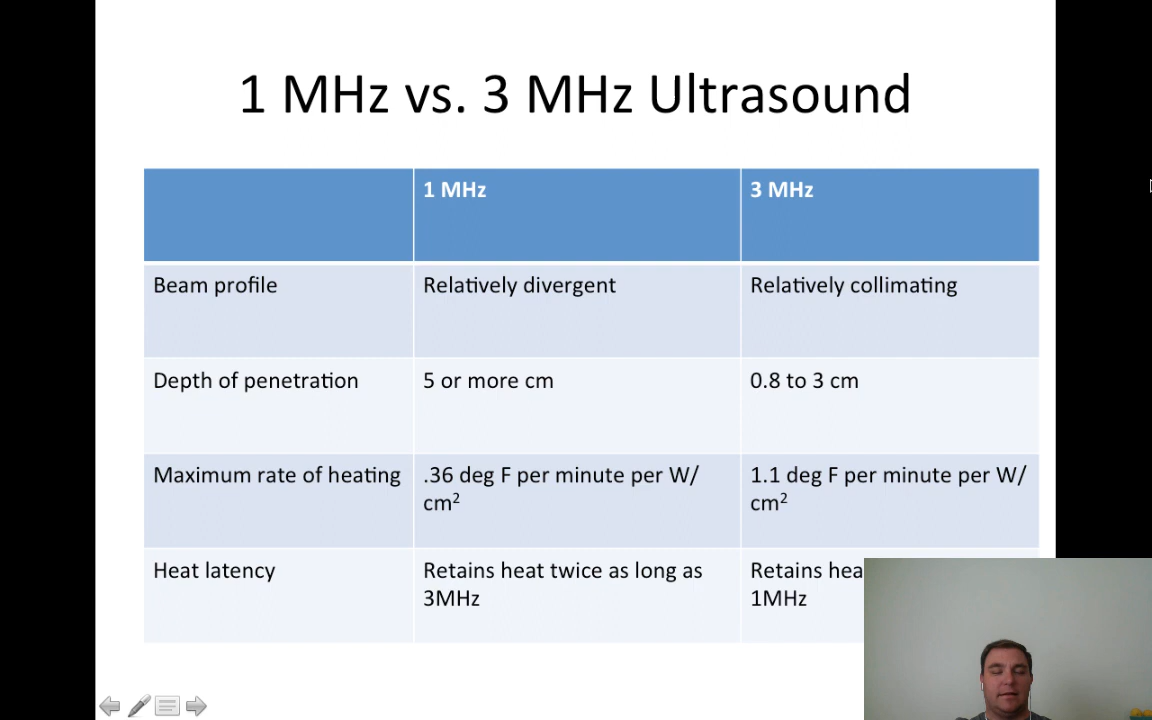 1 MHz vs. 3 MHz Ultrasound
1 MHz
3 MHz
Beam profile
Relatively divergent
Relatively collimating
Depth of penetration
5 or more cm
0.8 to 3 cm
Maximum rate of heating
.36 deg F per minute per W/
cm²
1.1 deg F per minute per W/
cm²
Heat latency
Retains heat twice as long as
3MHz
Retains
1MHz